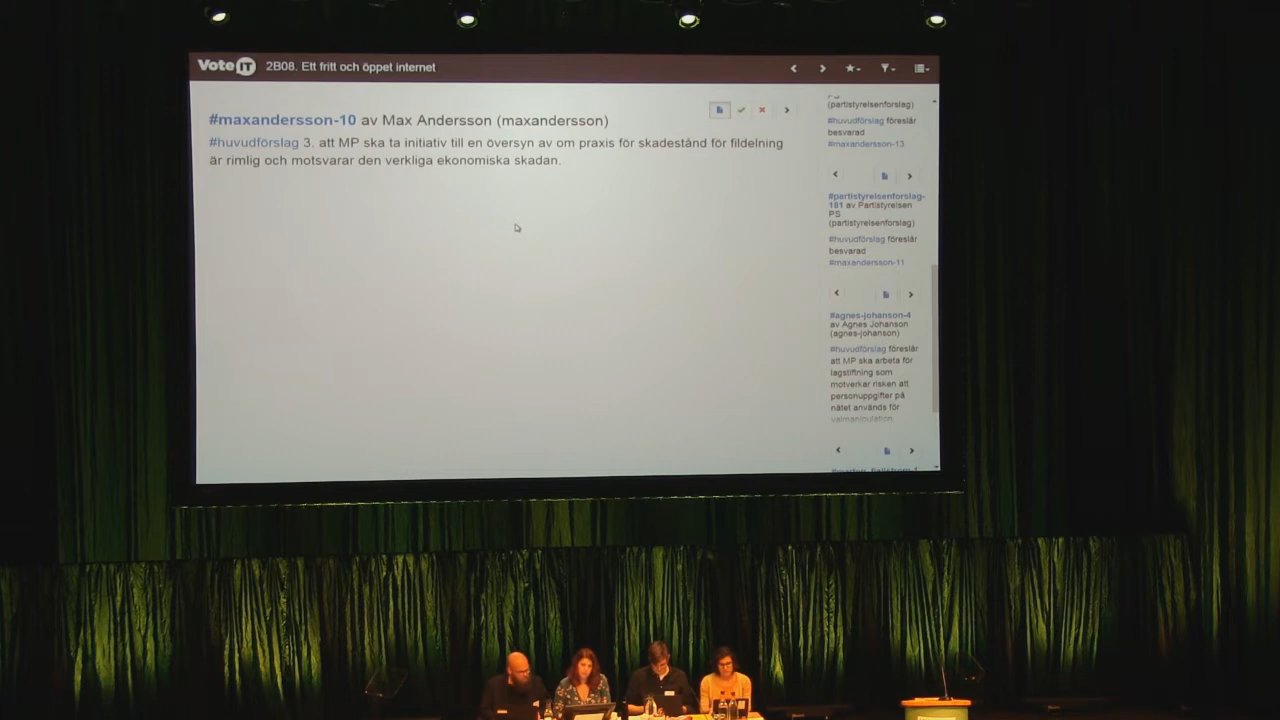 VoteIT 2B08. Ett fritt och öppet internet
#maxandersson-10 av Max Andersson (maxandersson)
#huvudförslag 3. att MP ska ta initiativ till en översyn av om praxis för skadestånd för fildelning
är rimlig och motsvarar den verkliga ekonomiska skadan.
(partistyrelsenforslag)
#huvudförslag föreslår
besvarad
#maxandersson-13
#partistyrelsenforslag-
181 av Partistyrelsen
PS
(partistyrelsenforslag)
#huvudförslag föreslår
besvarad
#maxandersson-11
#agnes-johanson-4
av Agnes Johanson
(agnes-johanson)
#huvudförslag föreslår
att MP ska arbeta för
lagstiftning som
motverkar risken att
personuppgifter på
nätet används för
valmanipulation